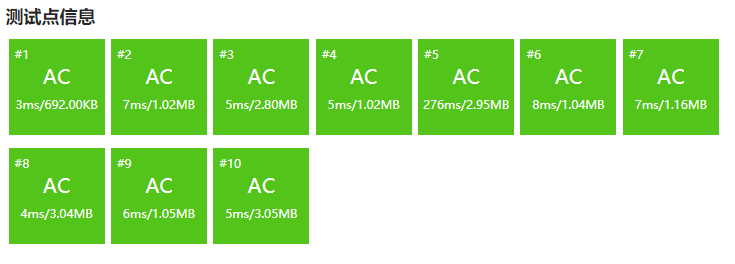 测试点信息
#1 #2 #3 #4 #5 #6 #7
AC AC AC AC AC AC AC
3ms/692.00KB 7ms/1.02MB 5ms/2.80MB 5ms/1.02MB 276ms/2.95MB 8ms/1.04MB 7ms/1.16MB
#8 #9 #10
AC AC AC
4ms/3.04MB 6ms/1.05MB 5ms/3.05MB